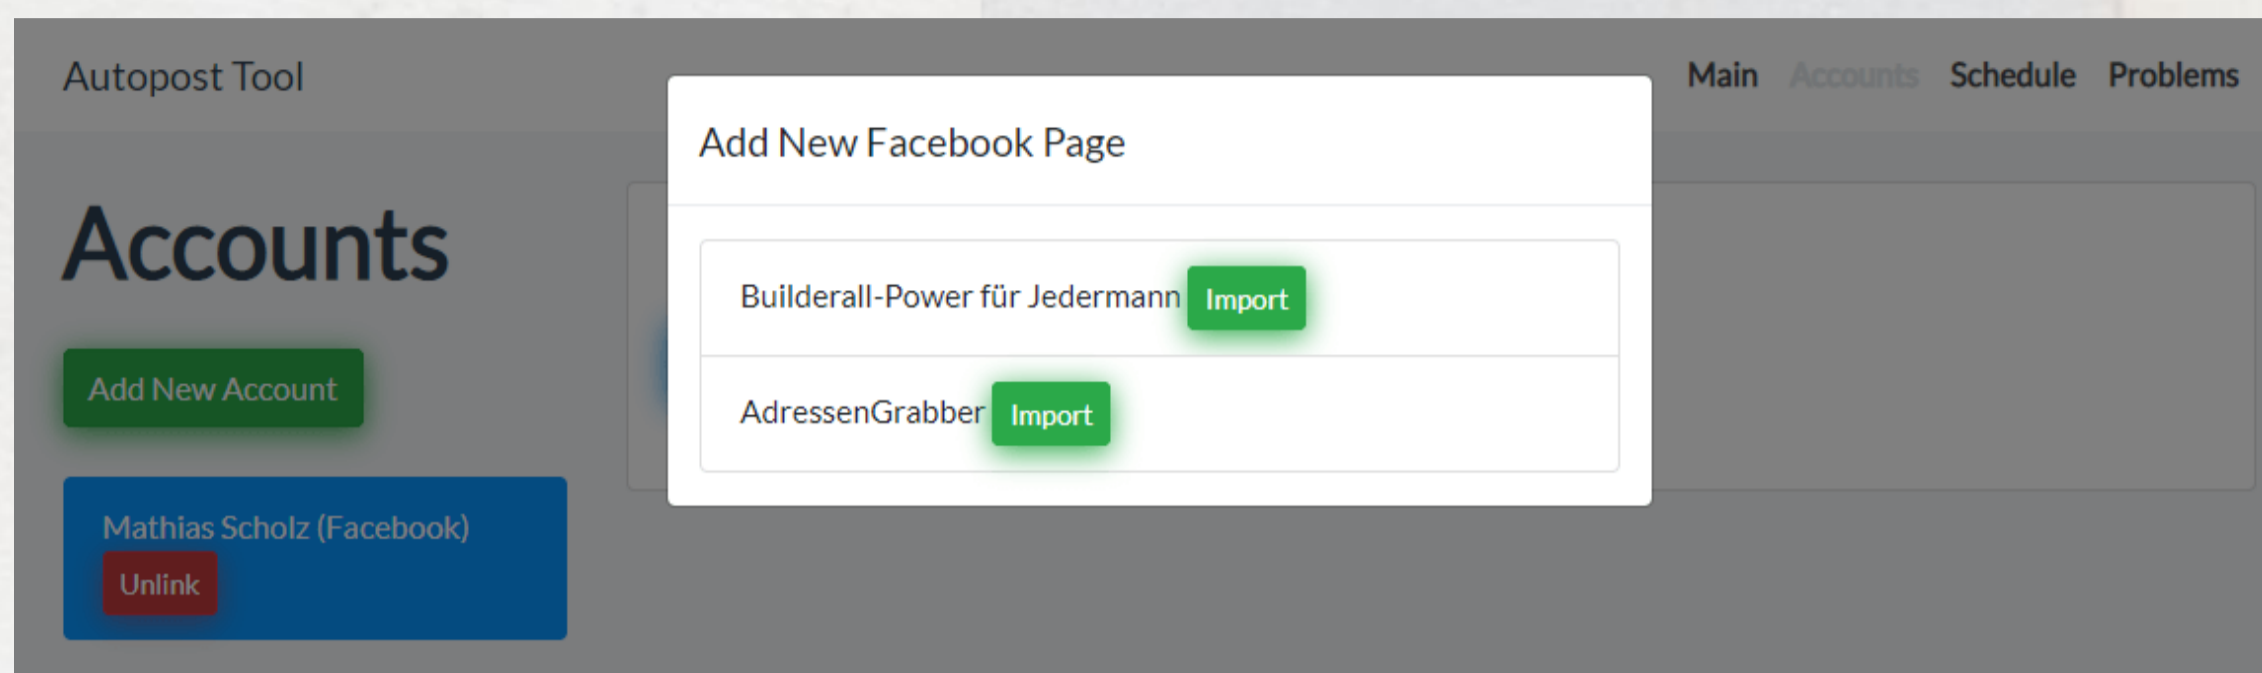 Autopost Tool
Main Accounts Schedule Problems
Accounts
Add New Account
Mathias Scholz (Facebook)
Unlink
Add New Facebook Page
Builderall-Power für Jedermann Import
AdressenGrabber Import